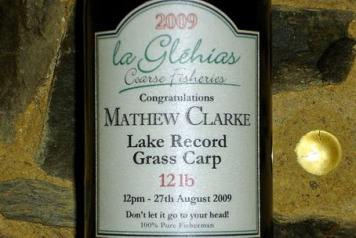 2009
la Gléhias
Coarse Fisheries
Congratulations
MATHEW CLARKE
Lake Record
Grass Carp
12 lb
12pm - 27th August 2009
Don't let it go to your head!
100% Pure Fisherman